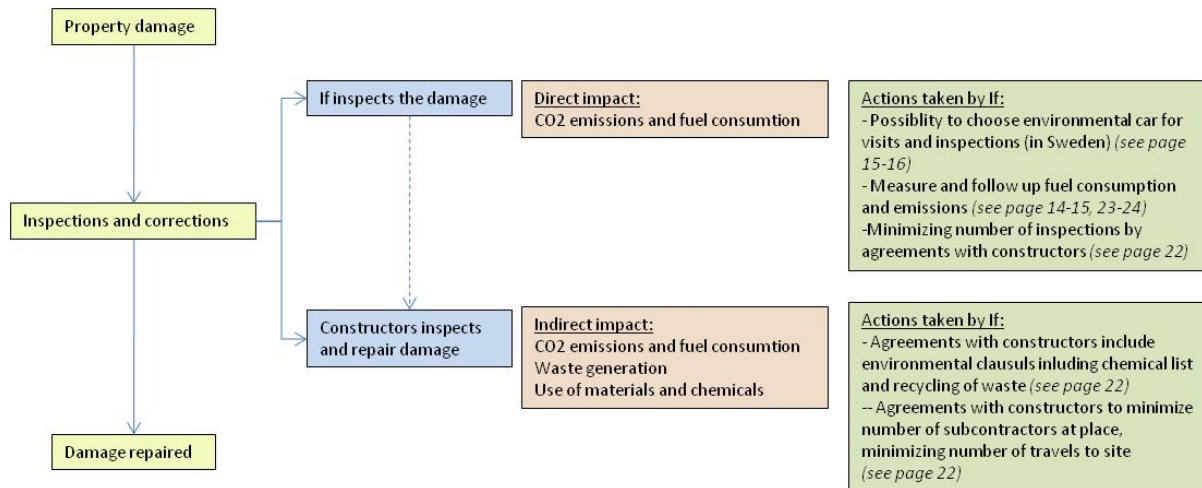 Property damage
If inspects the damage
Direct impact:
CO2 emissions and fuel consumtion
Actions taken by If:
- Possiblity to choose environmental car for
visits and inspections (in Sweden) (see page
15-16)
- Measure and follow up fuel consumption
and emissions (see page 14-15, 23-24)
-Minimizing number of inspections by
agreements with constructors (see page 22)
Inspections and corrections
Constructors inspects
and repair damage
Indirect impact:
CO2 emissions and fuel consumtion
Waste generation
Use of materials and chemicals
Actions taken by If:
- Agreements with constructors include
environmental clausuls inluding chemical list
and recycling of waste (see page 22)
-- Agreements with constructors to minimize
number of subcontractors at place,
minimizing number of travels to site
(see page 22)
Damage repaired